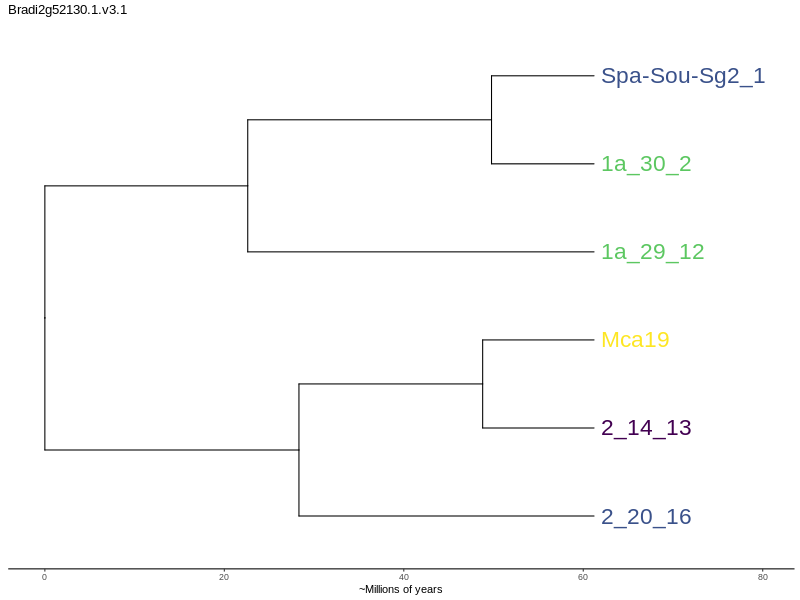 Bradi2g52130.1.v3.1
Spa-Sou-Sg2_1
1a_30_2
1a_29_12
Mca19
2_14_13
2_20_16
0 20 40 60 80
~Millions of years